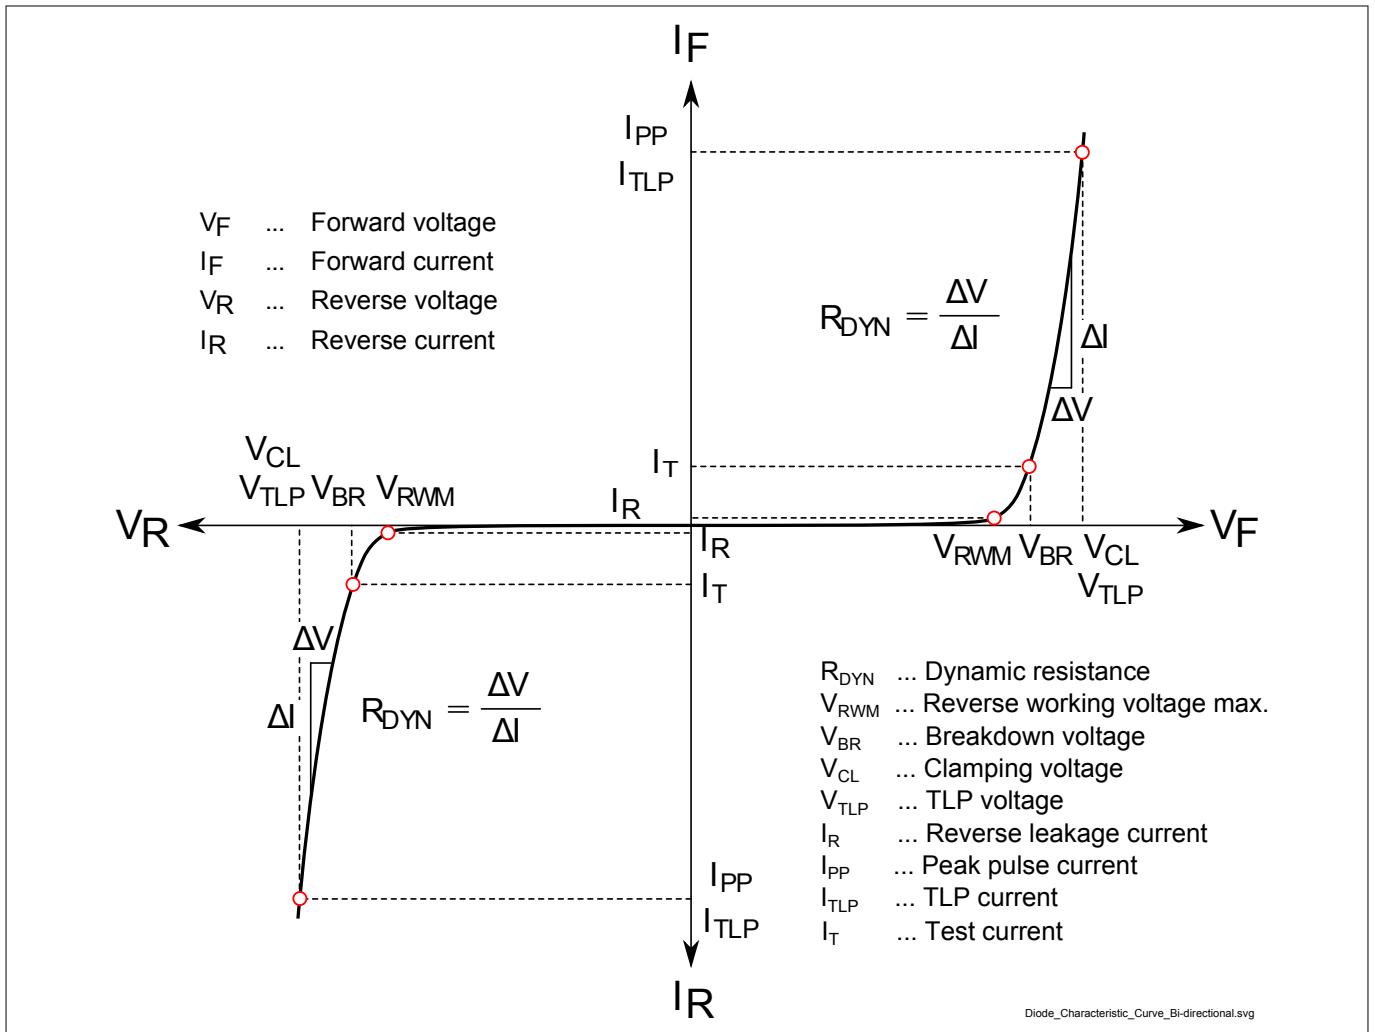 IF
IPP
ITLP
VF ... Forward voltage
IF ... Forward current
VR ... Reverse voltage
IR ... Reverse current
RDYN = ΔV
ΔI
ΔI
ΔV
VCL
VTLP VBR VRWM
IT
IR
VR
VF
IR
VRWM VBR VCL
VTLP
IT
ΔV
ΔI
RDYN = ΔV
ΔI
RDYN ... Dynamic resistance
VRWM ... Reverse working voltage max.
VBR ... Breakdown voltage
VCL ... Clamping voltage
VTLP ... TLP voltage
IR ... Reverse leakage current
IPP ... Peak pulse current
ITLP ... TLP current
IT ... Test current
IPP
ITLP
IR
Diode_Characteristic_Curve_Bi-directional.svg